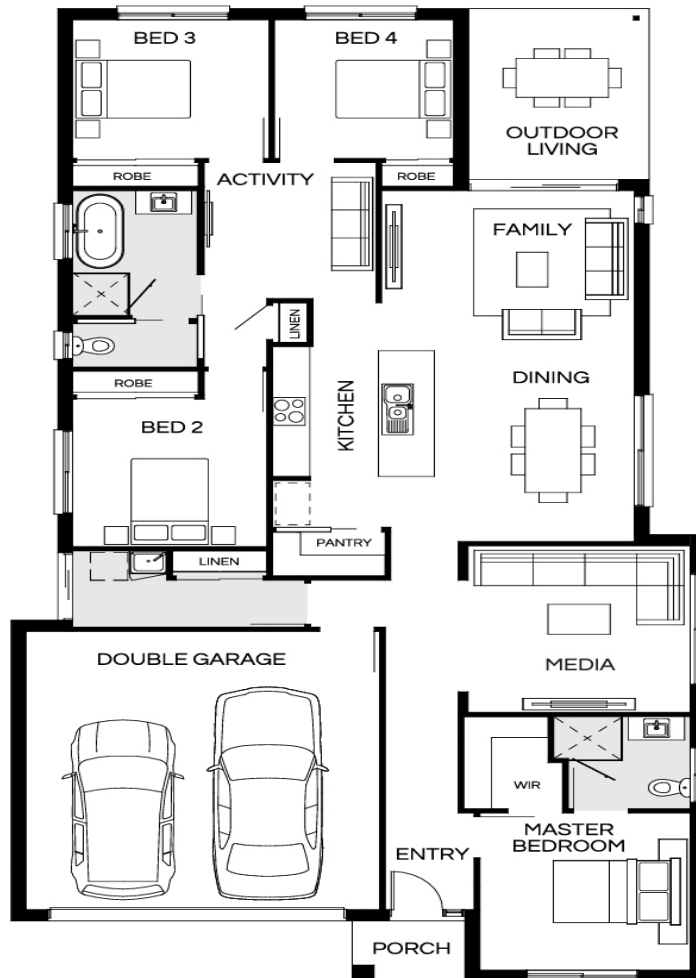 BED 3
BED 4
OUTDOOR
LIVING
ROBE
ACTIVITY
ROBE
FAMILY
LINEN
DINING
ROBE
KITCHEN
BED 2
PANTRY
LINEN
DOUBLE GARAGE
MEDIA
WIR
MASTER
BEDROOM
ENTRY
PORCH